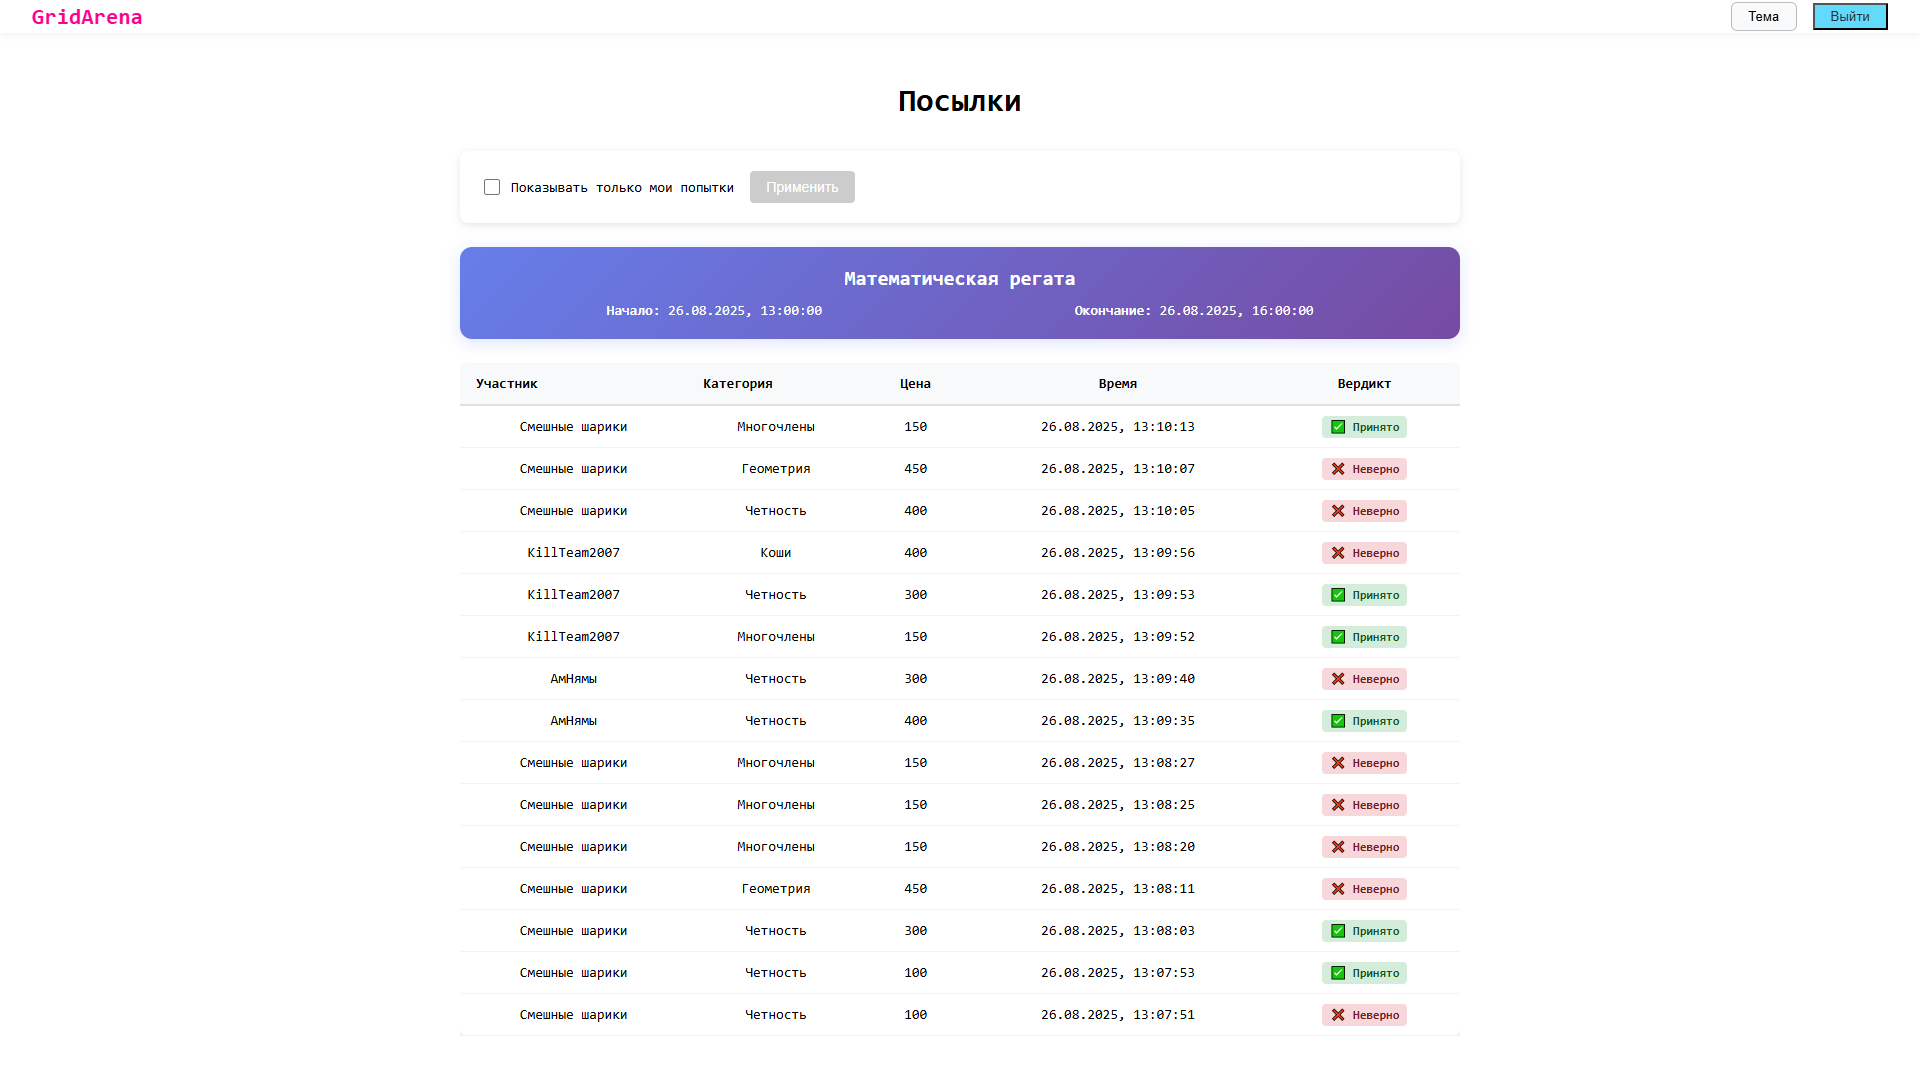 GridArena Тема Выйти
Посылки
Показывать только мои попытки Применить
Математическая регата
Начало: 26.08.2025, 13:00:00 Окончание: 26.08.2025, 16:00:00
Участник Категория Цена Время Вердикт
Смешные шарики Многочлены 150 26.08.2025, 13:10:13 ✅ Принято
Смешные шарики Геометрия 450 26.08.2025, 13:10:07 ❌ Неверно
Смешные шарики Четность 400 26.08.2025, 13:10:05 ❌ Неверно
KillTeam2007 Коши 400 26.08.2025, 13:09:56 ❌ Неверно
KillTeam2007 Четность 300 26.08.2025, 13:09:53 ✅ Принято
KillTeam2007 Многочлены 150 26.08.2025, 13:09:52 ✅ Принято
АмНямы Четность 300 26.08.2025, 13:09:40 ❌ Неверно
АмНямы Четность 400 26.08.2025, 13:09:35 ✅ Принято
Смешные шарики Многочлены 150 26.08.2025, 13:08:27 ❌ Неверно
Смешные шарики Многочлены 150 26.08.2025, 13:08:25 ❌ Неверно
Смешные шарики Многочлены 150 26.08.2025, 13:08:20 ❌ Неверно
Смешные шарики Геометрия 450 26.08.2025, 13:08:11 ❌ Неверно
Смешные шарики Четность 300 26.08.2025, 13:08:03 ✅ Принято
Смешные шарики Четность 100 26.08.2025, 13:07:53 ✅ Принято
Смешные шарики Четность 100 26.08.2025, 13:07:51 ❌ Неверно